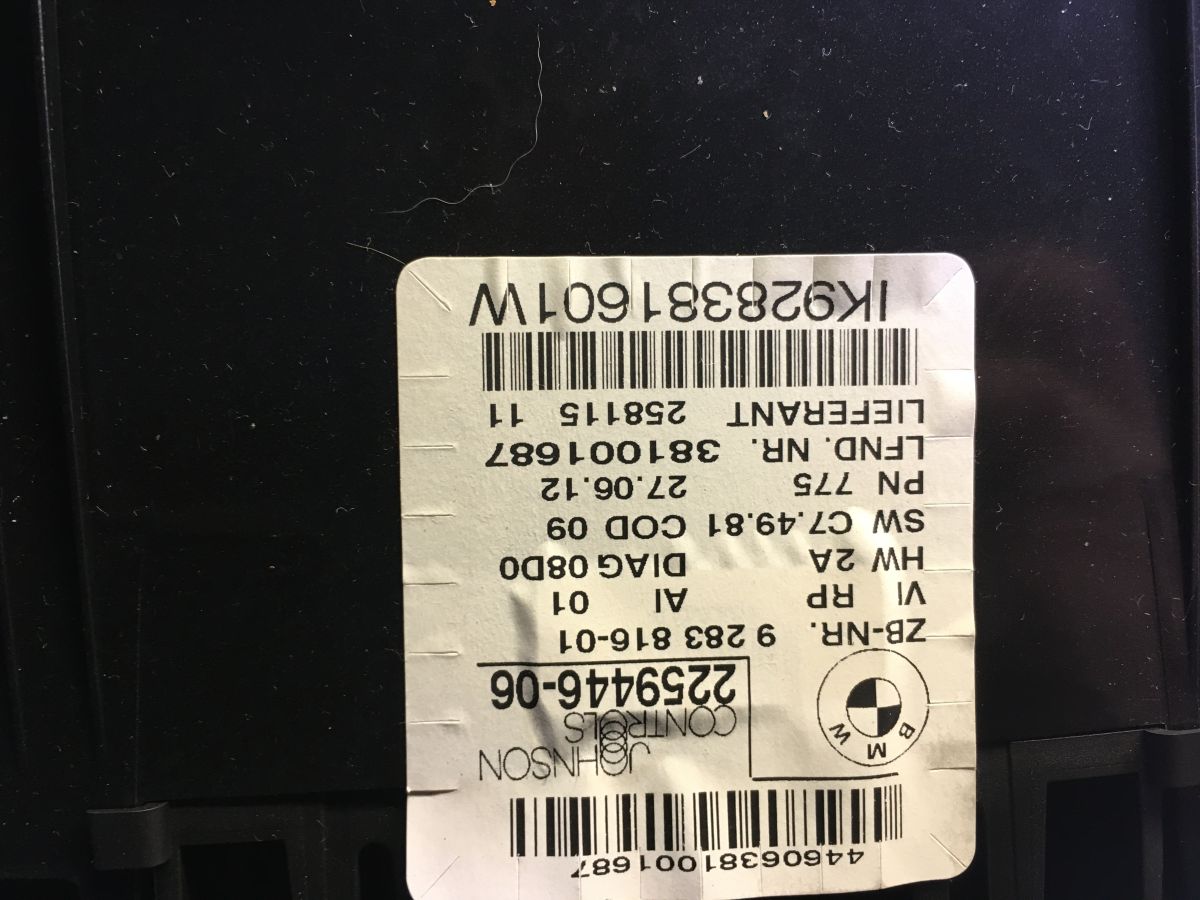 44606381001687
BMW
JOHNSON
CONTROLS
2259446-06
ZB-NR. 9 283 816-01
VI RP AI 01
HW 2A DIAG 08D0
SW C7.49.81 COD 09
PN 775 27.06.12
LFND. NR. 381001687
LIEFERANT 258115 11
IK928381601W